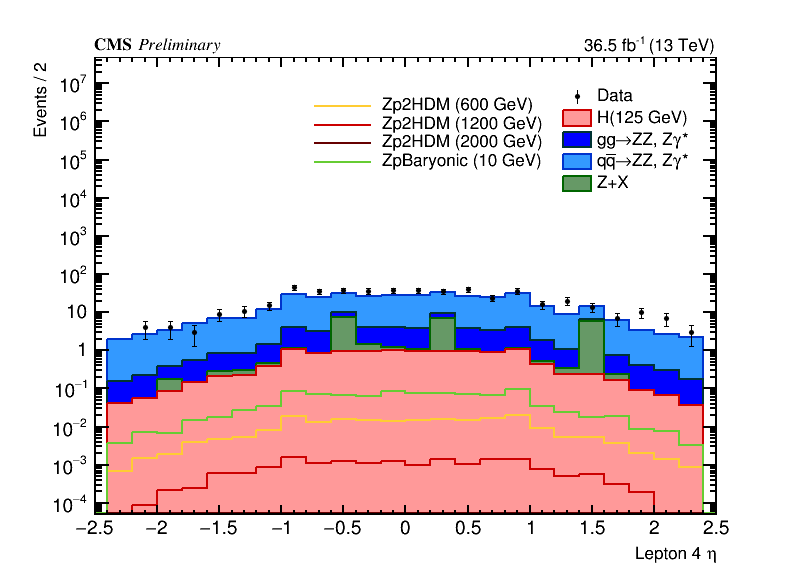 CMS Preliminary
36.5 fb⁻¹ (13 TeV)
Events / 2
10⁷
10⁶
10⁵
10⁴
10³
10²
10
1
10⁻¹
10⁻²
10⁻³
10⁻⁴
Zp2HDM (600 GeV)
Zp2HDM (1200 GeV)
Zp2HDM (2000 GeV)
ZpBaryonic (10 GeV)
Data
H(125 GeV)
gg→ZZ, Zγ*
qq̅→ZZ, Zγ*
Z+X
−2.5 −2 −1.5 −1 −0.5 0 0.5 1 1.5 2 2.5
Lepton 4 η